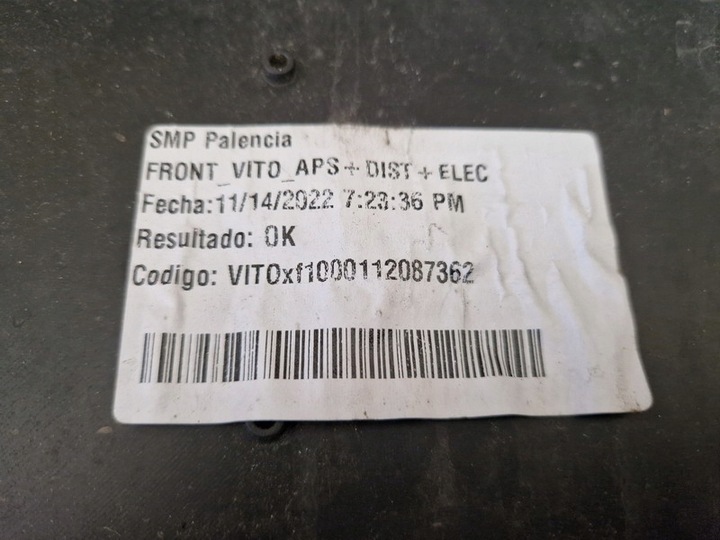 SMP Palencia
FRONT_VITO_APS+DIST+ELEC
Fecha:11/14/2022 7:23:36 PM
Resultado: OK
Codigo: VITOxf1000112087362